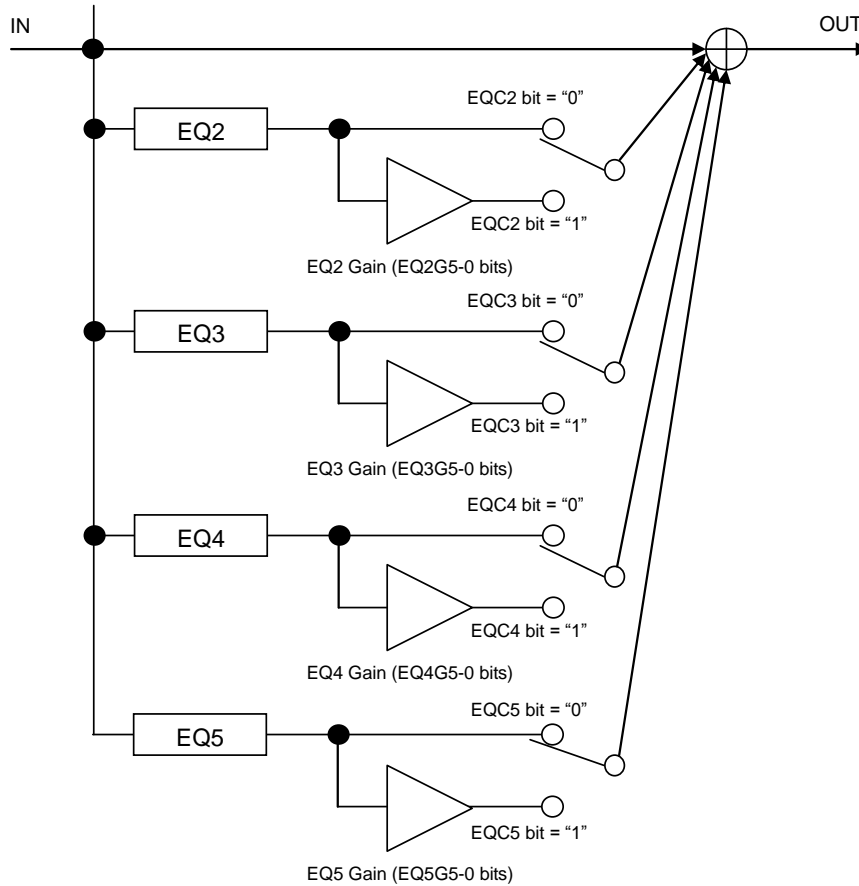 IN
OUT
EQC2 bit = “0”
EQ2
EQC2 bit = “1”
EQ2 Gain (EQ2G5-0 bits)
EQC3 bit = “0”
EQ3
EQC3 bit = “1”
EQ3 Gain (EQ3G5-0 bits)
EQC4 bit = “0”
EQ4
EQC4 bit = “1”
EQ4 Gain (EQ4G5-0 bits)
EQC5 bit = “0”
EQ5
EQC5 bit = “1”
EQ5 Gain (EQ5G5-0 bits)